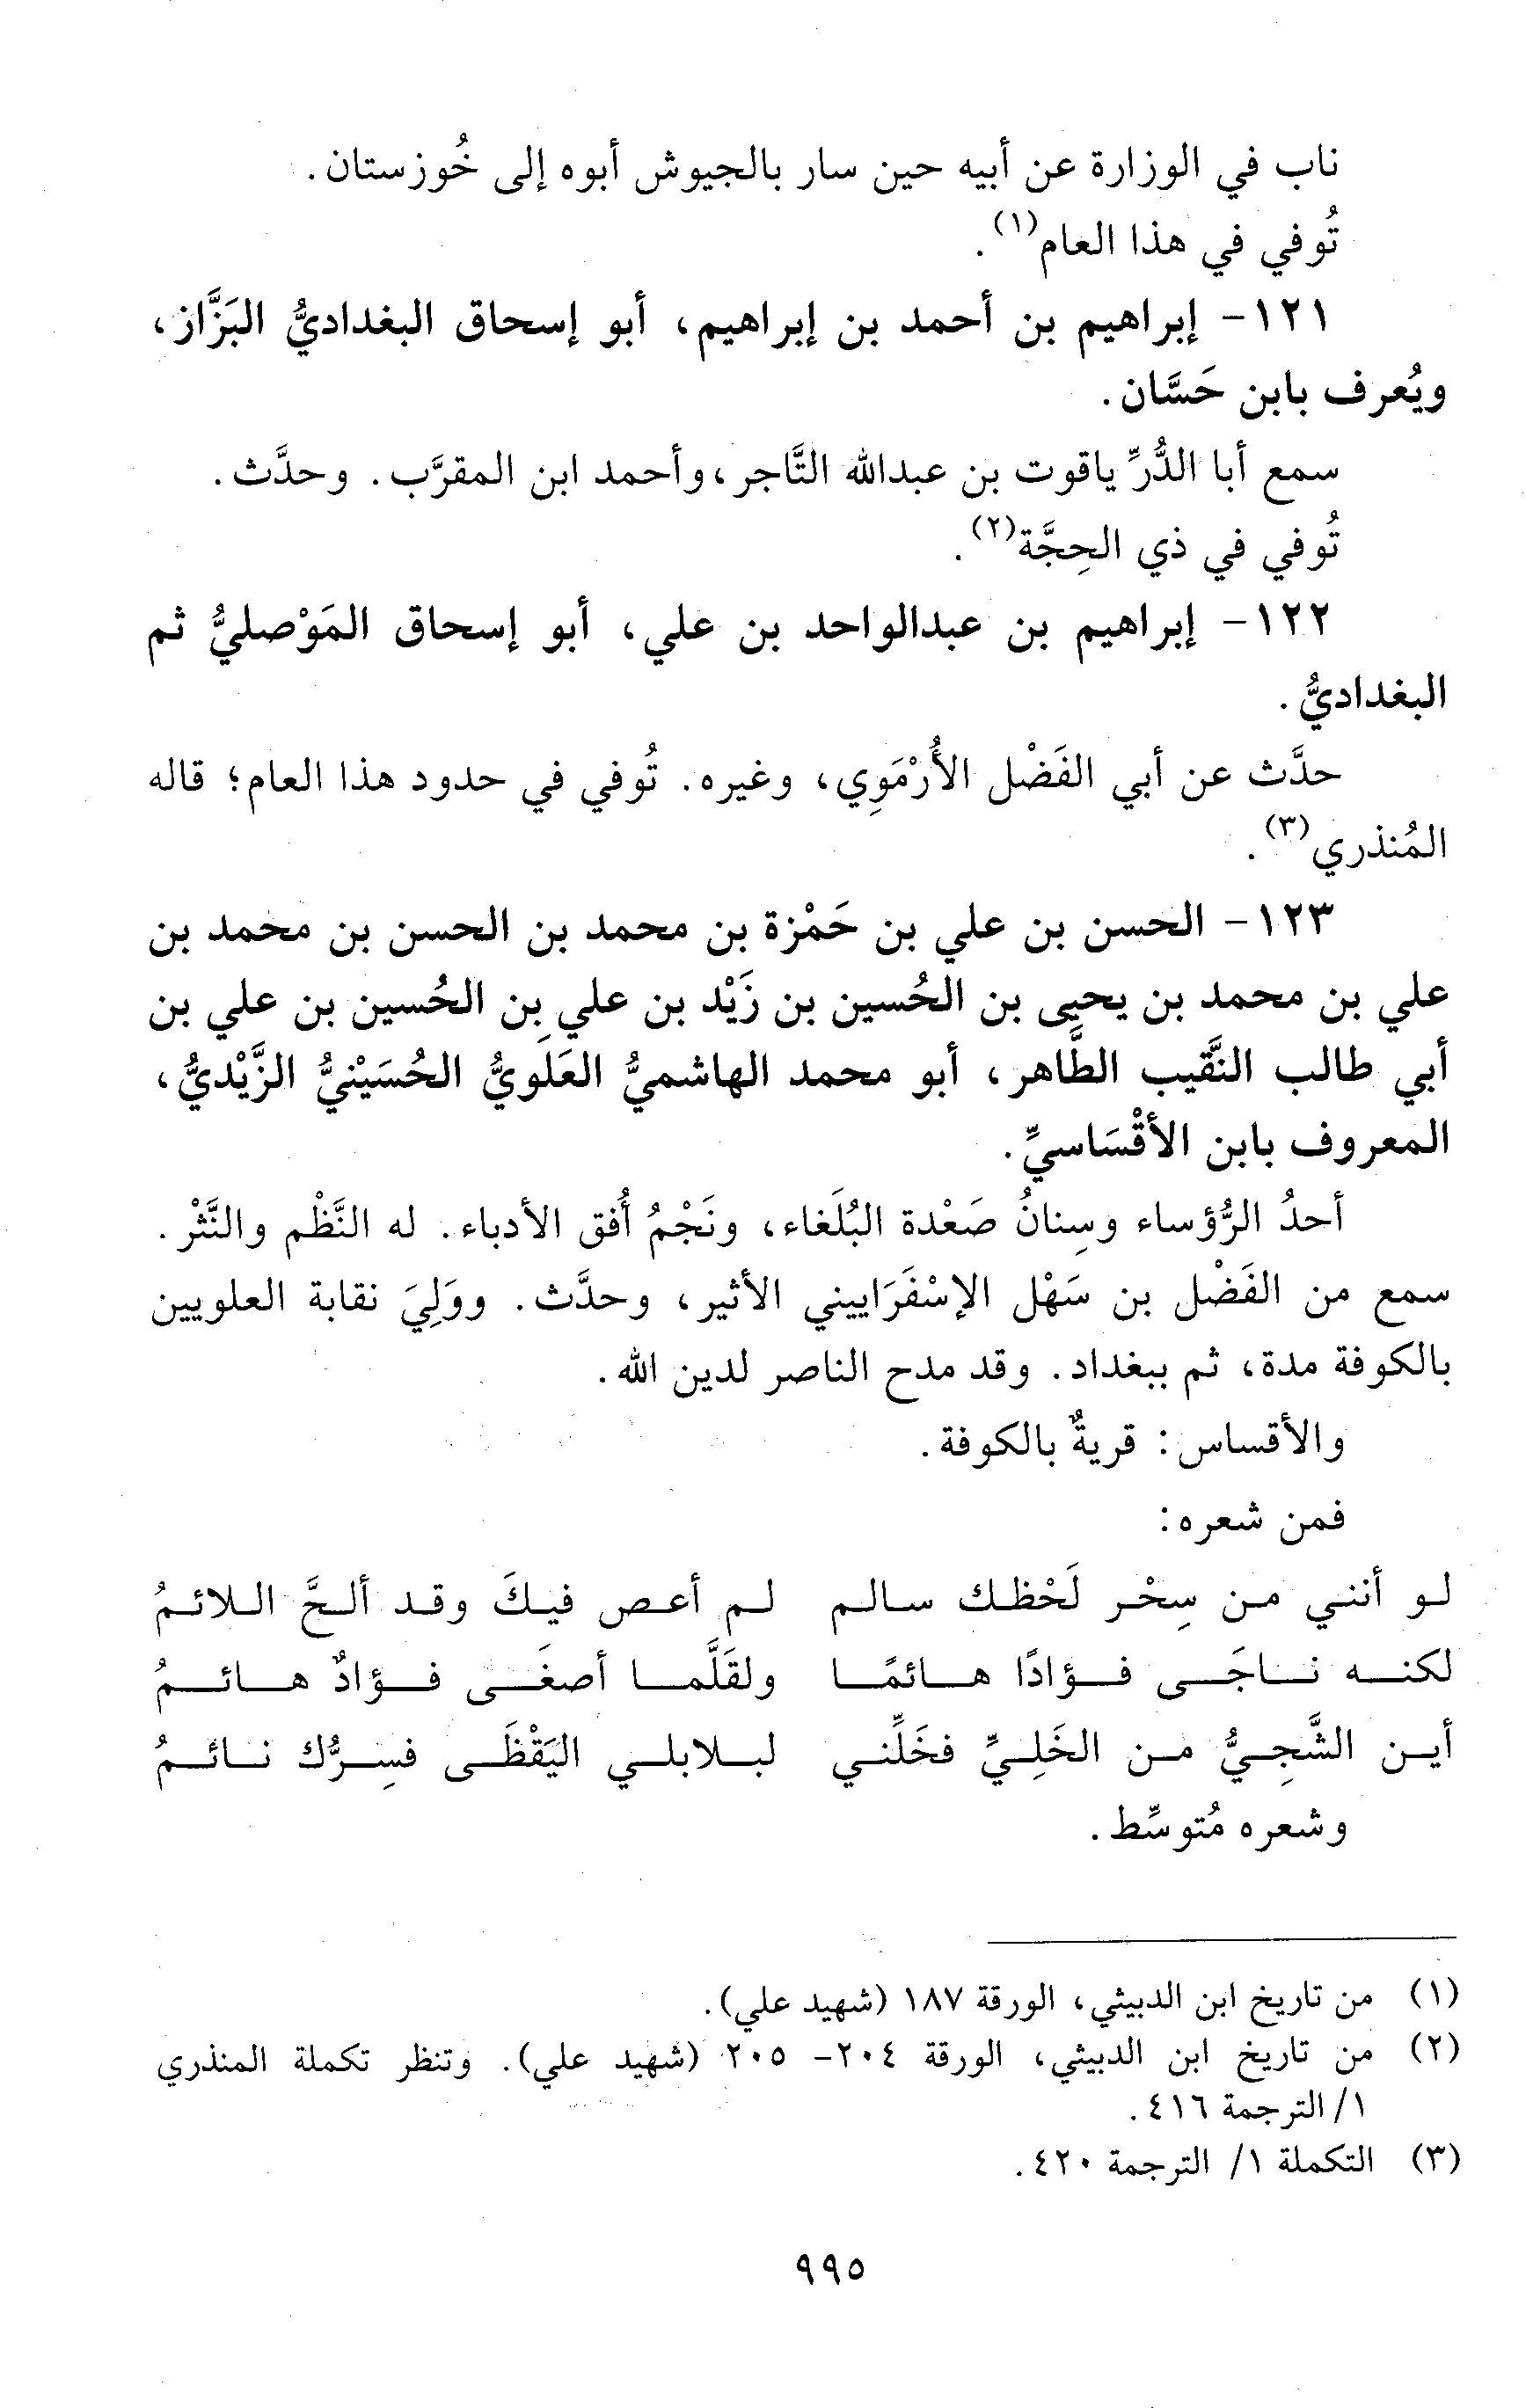 ناب في الوزارة عن أبيه حين سار بالجيوش أبوه إلى خُوزستان.
تُوفي في هذا العام(١).
١٢١- إبراهيم بن أحمد بن إبراهيم، أبو إسحاق البغداديُّ البَزَّاز،
ويُعرف بابن حَسَّان.
سمع أبا الدُّرِّ ياقوت بن عبدالله التَّاجر، وأحمد ابن المقرَّب. وحدَّث.
تُوفي في ذي الحِجَّة(٢).
١٢٢- إبراهيم بن عبدالواحد بن علي، أبو إسحاق المَوْصليُّ ثم
البغداديُّ.
حدَّث عن أبي الفَضْل الأُرْمَوِي، وغيره. تُوفي في حدود هذا العام؛ قاله
المُنذري(٣).
١٢٣- الحسن بن علي بن حَمْزة بن محمد بن الحسن بن محمد بن
علي بن محمد بن يحيى بن الحُسين بن زَيْد بن علي بن الحُسين بن علي بن
أبي طالب النَّقيب الطَّاهر، أبو محمد الهاشميُّ العَلَويُّ الحُسَيْنيُّ الزَّيْديُّ،
المعروف بابن الأقْسَاسيِّ.
أحدُ الرُّؤساء وسِنانُ صَعْدة البُلَغاء، ونَجْمُ أُفق الأدباء. له النَّظْم والنَّثْر.
سمع من الفَضْل بن سَهْل الإسْفَرَاييني الأثير، وحدَّث. ووَلِيَ نقابة العلويين
بالكوفة مدة، ثم ببغداد. وقد مدح الناصر لدين الله.
والأقساس: قريةٌ بالكوفة.
فمن شعره:
لو أنني من سِحْر لَحْظك سالم لم أعص فيكَ وقد ألحَّ اللائمُ
لكنه ناجَى فؤادًا هائمًا ولقَلَّما أصغَى فؤادٌ هائمُ
أين الشَّجِيُّ من الخَلِيِّ فخَلِّني لبلابلي اليَقْظَى فسِرُّك نائمُ
وشعره مُتوسِّط.
(١) من تاريخ ابن الدبيثي، الورقة ١٨٧ (شهيد علي).
(٢) من تاريخ ابن الدبيثي، الورقة ٢٠٤- ٢٠٥ (شهيد علي). وتنظر تكملة المنذري
١/ الترجمة ٤١٦.
(٣) التكملة ١/ الترجمة ٤٢٠.
٩٩٥